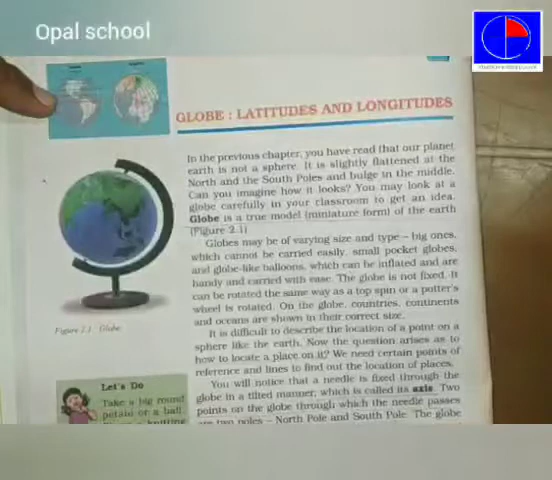 Opal school
GLOBE : LATITUDES AND LONGITUDES
In the previous chapter, you have read that our planet
earth is not a sphere. It is slightly flattened at the
North and the South Poles and bulge in the middle.
Can you imagine how it looks? You may look at a
globe carefully in your classroom to get an idea.
Globe is a true model (miniature form) of the earth
(Figure 2.1)
Globes may be of varying size and type – big ones,
which cannot be carried easily, small pocket globes,
and globe-like balloons, which can be inflated and are
handy and carried with ease. The globe is not fixed. It
can be rotated the same way as a top spin or a potter's
wheel is rotated. On the globe, countries, continents
and oceans are shown in their correct size.
It is difficult to describe the location of a point on a
sphere like the earth. Now the question arises as to
how to locate a place on it? We need certain points of
reference and lines to find out the location of places.
You will notice that a needle is fixed through the
globe in a tilted manner, which is called its axis. Two
points on the globe through which the needle passes
are two poles – North Pole and South Pole. The globe
Figure 2.1 Globe
Let's Do
Take a big round
potato or a ball.
knitting